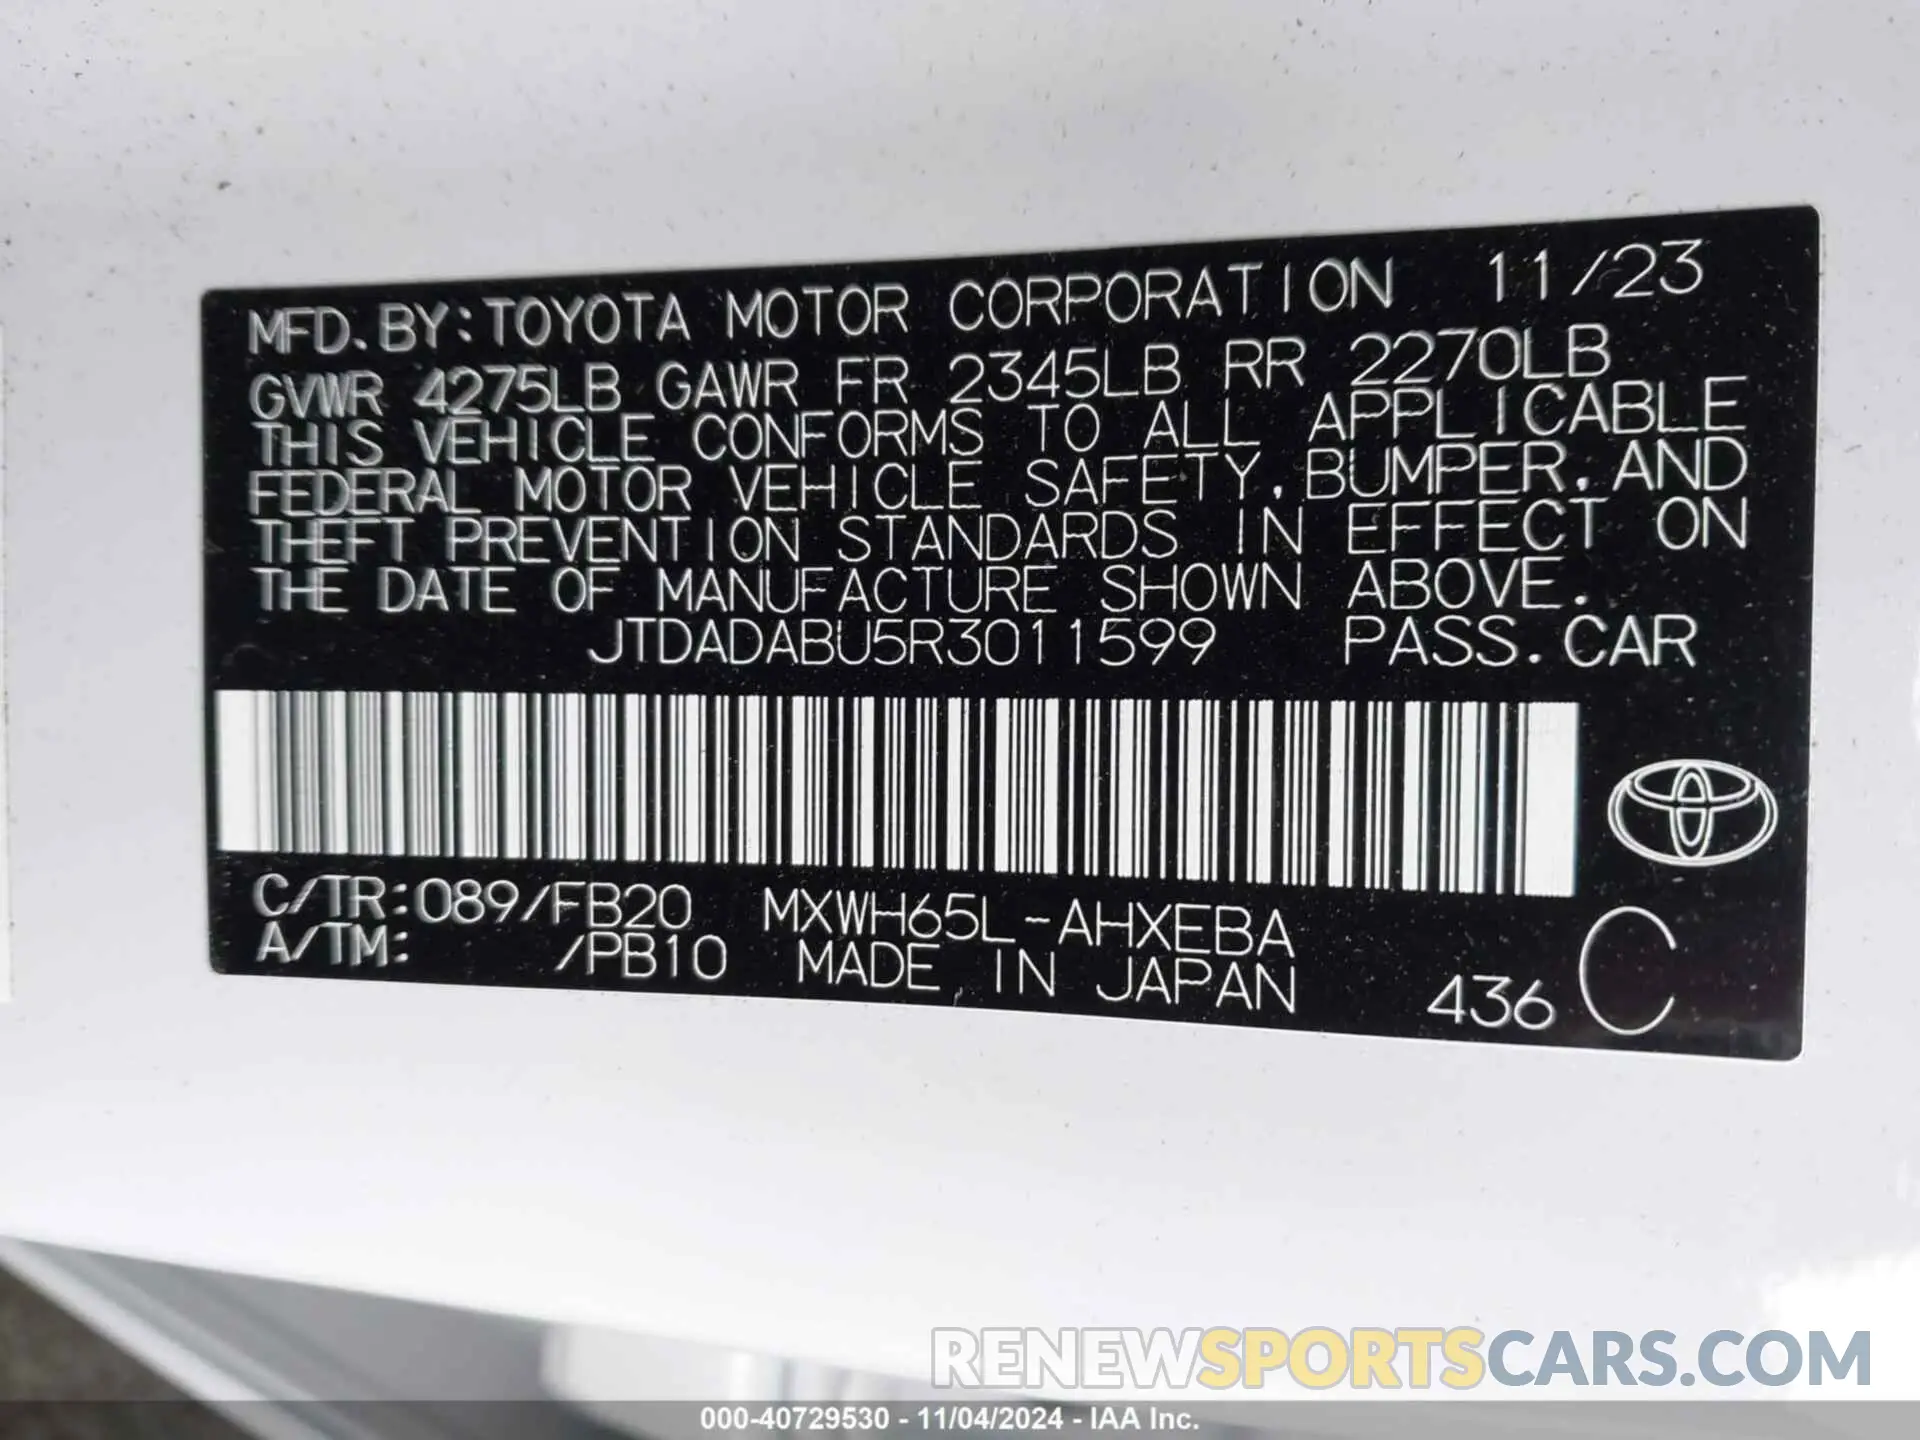 MFD. BY: TOYOTA MOTOR CORPORATION 11/23
GVWR 4275LB GAWR FR 2345LB RR 2270LB
THIS VEHICLE CONFORMS TO ALL APPLICABLE
FEDERAL MOTOR VEHICLE SAFETY, BUMPER, AND
THEFT PREVENTION STANDARDS IN EFFECT ON
THE DATE OF MANUFACTURE SHOWN ABOVE.
JTDADABU5R3011599 PASS. CAR
C/TR: 089/FB20 MXWH65L-AHXEBA
A/TM: /PB10 MADE IN JAPAN 436 C
RENEWSPORTSCARS.COM
000-40729530 - 11/04/2024 - IAA Inc.